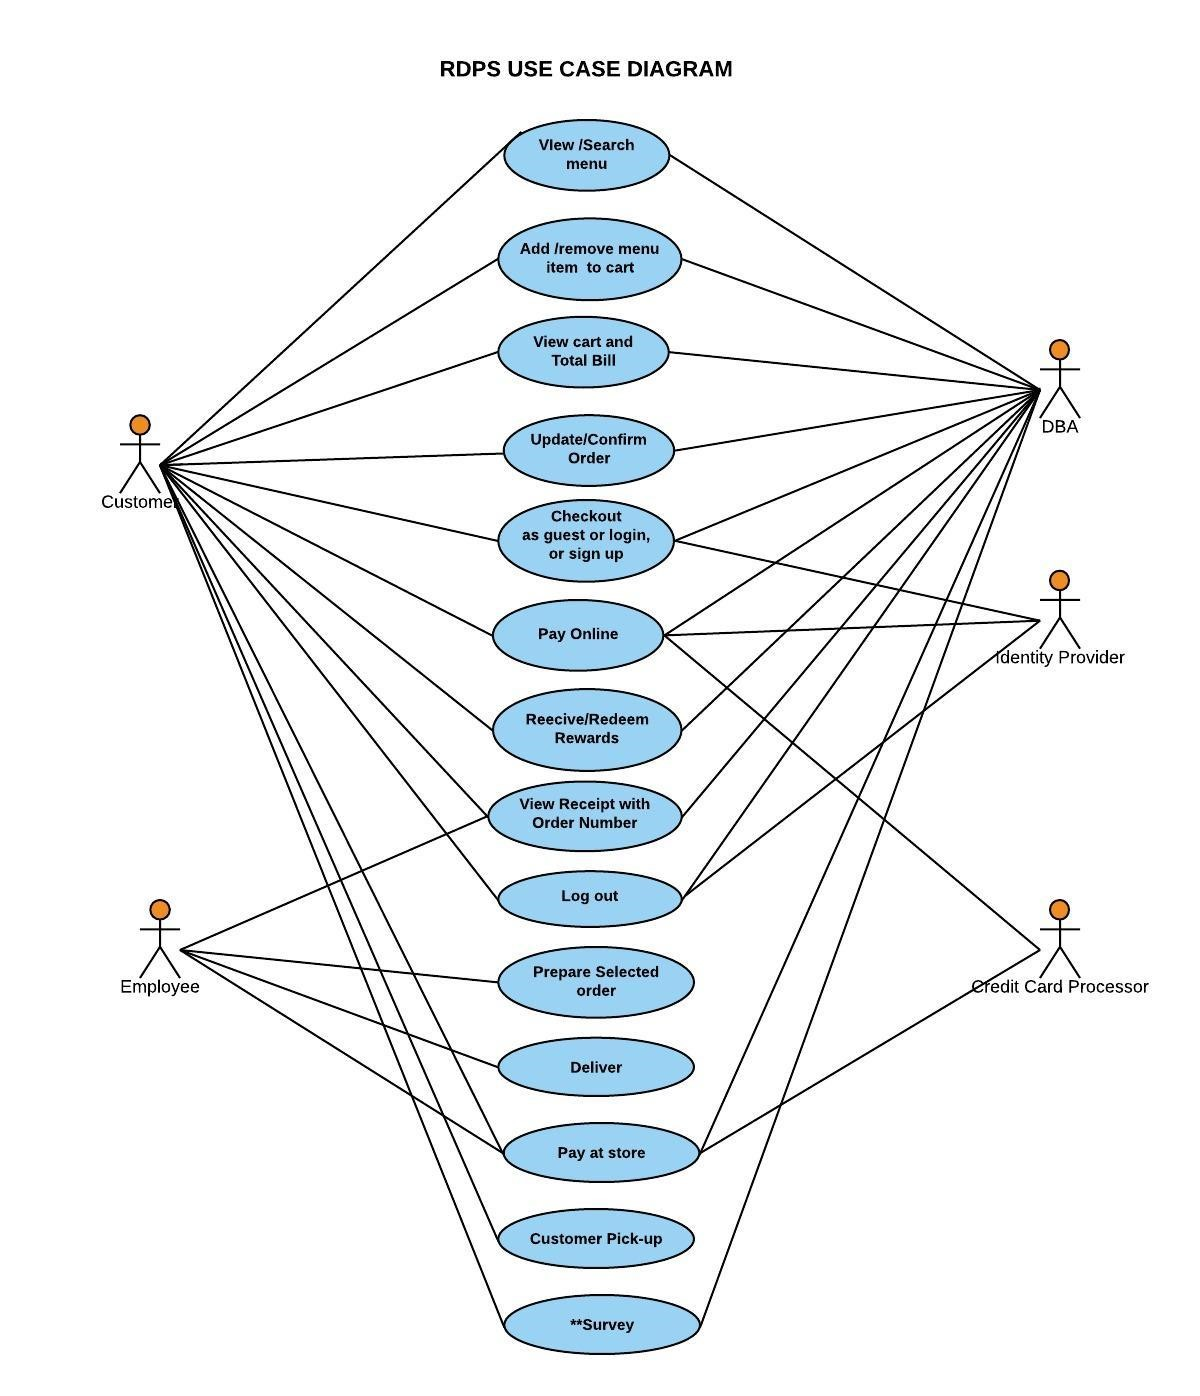 RDPS USE CASE DIAGRAM
VIew /Search
menu
Add /remove menu
item  to cart
View cart and
Total Bill
DBA
Update/Confirm
Order
Customer
Checkout
as guest or login,
or sign up
Pay Online
Identity Provider
Reecive/Redeem
Rewards
View Receipt with
Order Number
Log out
Prepare Selected
order
Employee
Credit Card Processor
Deliver
Pay at store
Customer Pick-up
**Survey